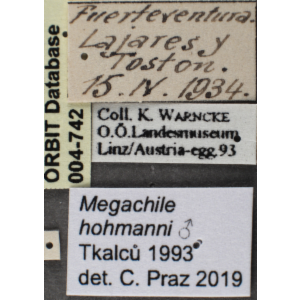 Fuerteventura.
Lajares y
Toston.
15. IV. 1934.
Coll. K. WARNCKE
O.Ö.Landesmuseum,
Linz/Austria-egg.93
ORBIT Database
004-742
Megachile
hohmanni ♂
Tkalců 1993
det. C. Praz 2019